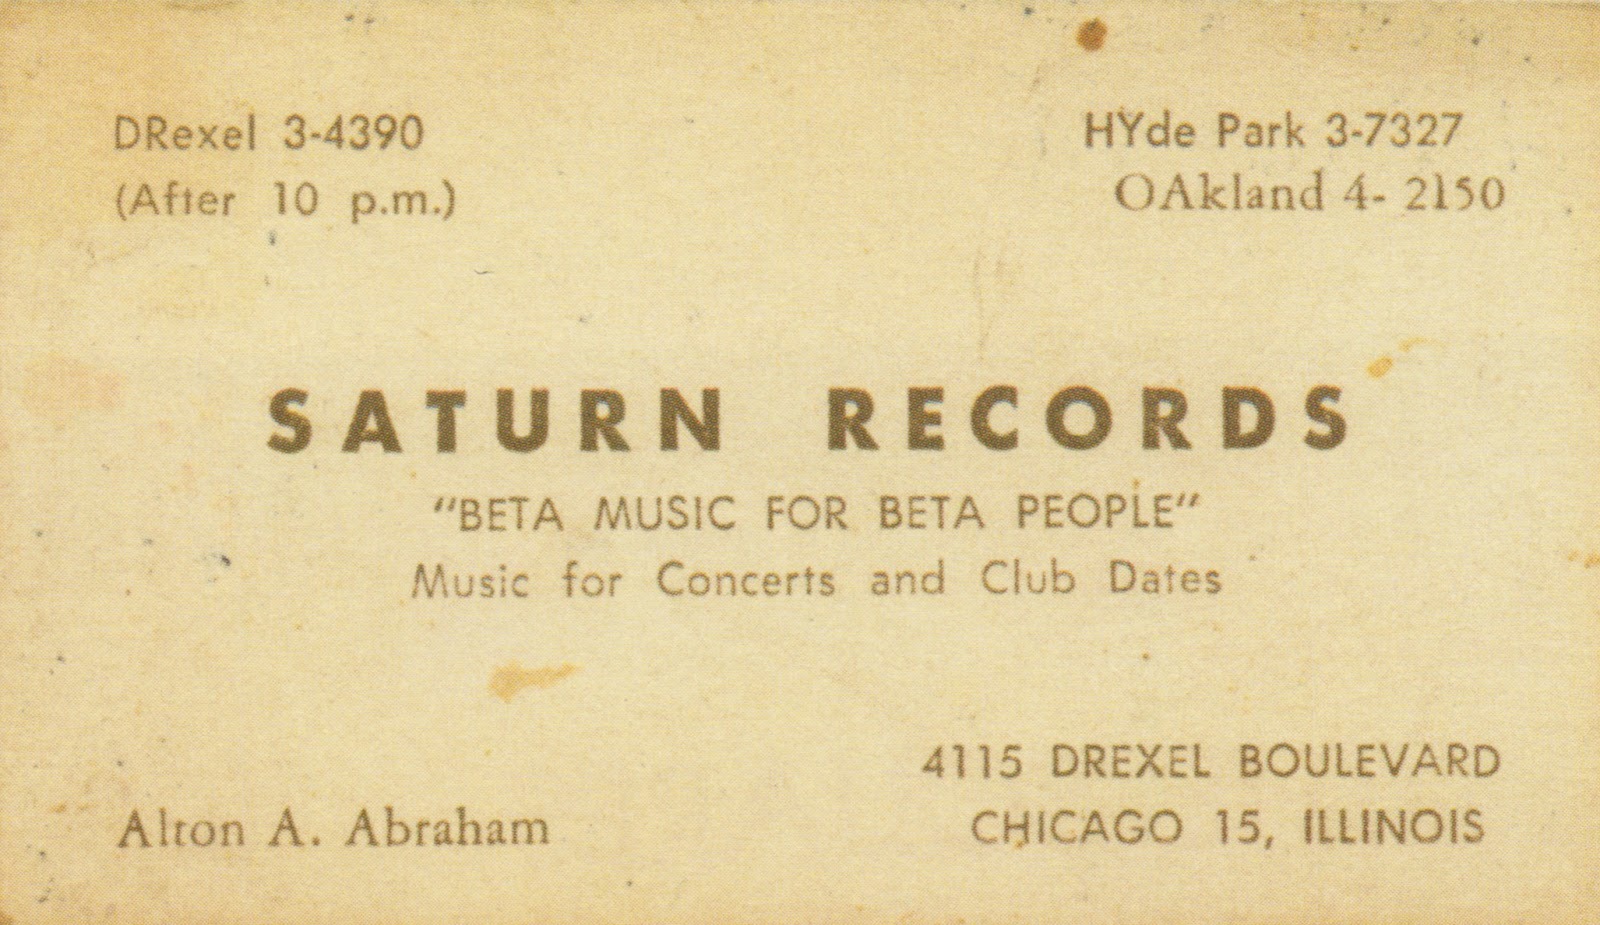 DRexel 3-4390
(After 10 p.m.)
HYde Park 3-7327
OAkland 4- 2150
SATURN RECORDS
"BETA MUSIC FOR BETA PEOPLE"
Music for Concerts and Club Dates
Alton A. Abraham
4115 DREXEL BOULEVARD
CHICAGO 15, ILLINOIS